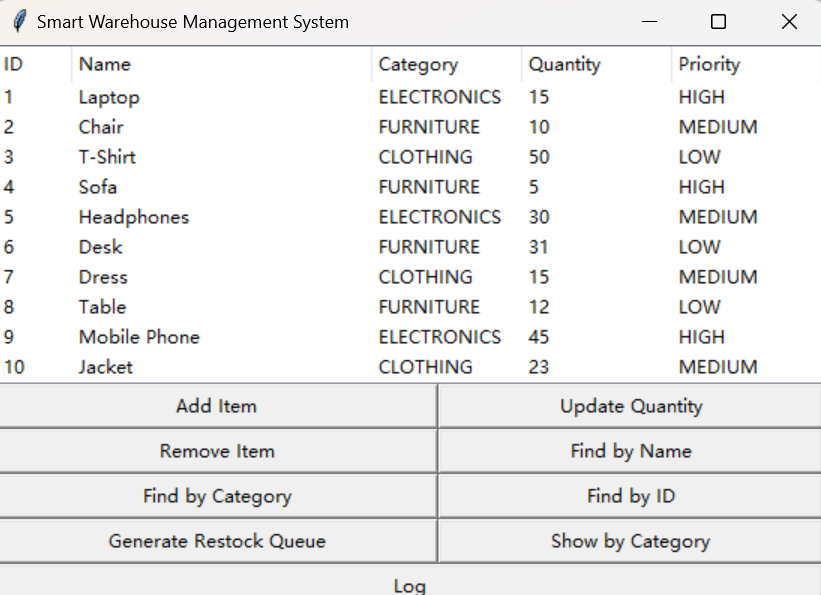 Smart Warehouse Management System
ID Name Category Quantity Priority
1 Laptop ELECTRONICS 15 HIGH
2 Chair FURNITURE 10 MEDIUM
3 T-Shirt CLOTHING 50 LOW
4 Sofa FURNITURE 5 HIGH
5 Headphones ELECTRONICS 30 MEDIUM
6 Desk FURNITURE 31 LOW
7 Dress CLOTHING 15 MEDIUM
8 Table FURNITURE 12 LOW
9 Mobile Phone ELECTRONICS 45 HIGH
10 Jacket CLOTHING 23 MEDIUM
Add Item Update Quantity
Remove Item Find by Name
Find by Category Find by ID
Generate Restock Queue Show by Category
Log